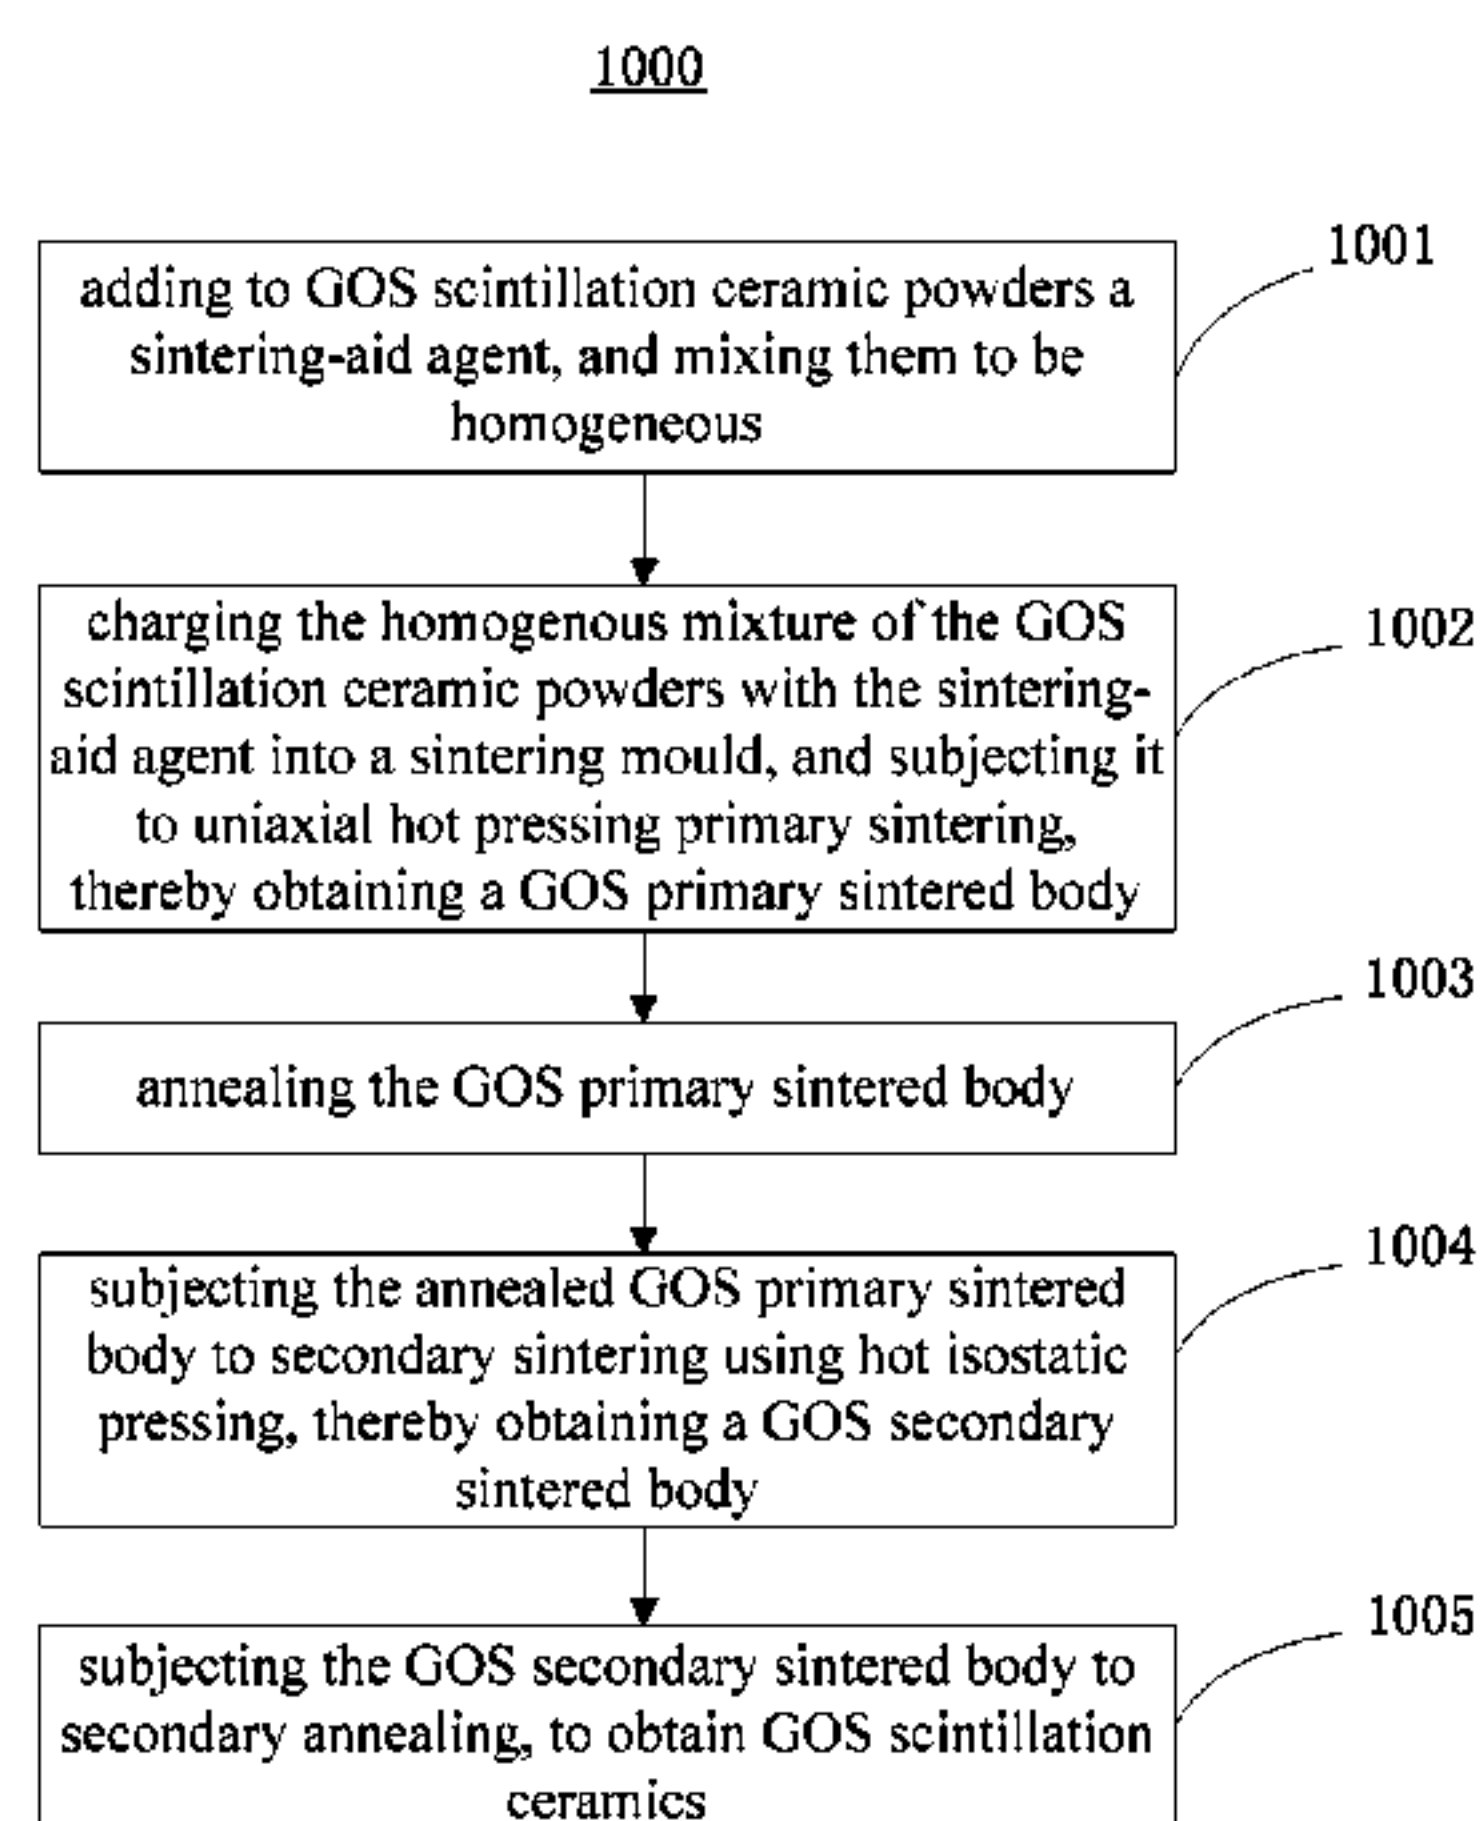 1000
1001
adding to GOS scintillation ceramic powders a
sintering-aid agent, and mixing them to be
homogeneous
1002
charging the homogenous mixture of the GOS
scintillation ceramic powders with the sintering-
aid agent into a sintering mould, and subjecting it
to uniaxial hot pressing primary sintering,
thereby obtaining a GOS primary sintered body
1003
annealing the GOS primary sintered body
1004
subjecting the annealed GOS primary sintered
body to secondary sintering using hot isostatic
pressing, thereby obtaining a GOS secondary
sintered body
1005
subjecting the GOS secondary sintered body to
secondary annealing, to obtain GOS scintillation
ceramics